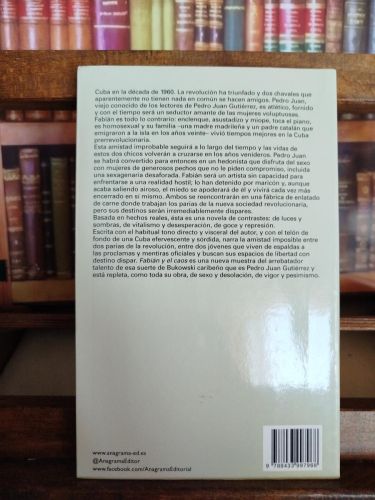 Cuba en la década de 1960. La revolución ha triunfado y dos chavales que
aparentemente no tienen nada en común se hacen amigos. Pedro Juan,
viejo conocido de los lectores de Pedro Juan Gutiérrez, es atlético, fornido
y con el tiempo será un seductor amante de las mujeres voluptuosas.
Fabián es todo lo contrario: enclenque, asustadizo y miope, toca el piano,
es homosexual y su familia –una madre madrileña y un padre catalán que
emigraron a la isla en los años veinte– vivió tiempos mejores en la Cuba
prerrevolucionaria.
Esta amistad improbable seguirá a lo largo del tiempo y las vidas de
estos dos chicos volverán a cruzarse en los años venideros. Pedro Juan
se habrá convertido para entonces en un hedonista que disfruta del sexo
con mujeres de generosos pechos que no le piden compromiso, incluida
una sexagenaria desaforada. Fabián será un artista sin capacidad para
enfrentarse a una realidad hostil; lo han detenido por maricón y, aunque
acaba saliendo airoso, el miedo se apoderará de él y vivirá cada vez más
encerrado en sí mismo. Ambos se reencontrarán en una fábrica de enlatado
de carne donde trabajan los parias de la nueva sociedad revolucionaria,
pero sus destinos serán irremediablemente dispares.
Basada en hechos reales, ésta es una novela de contrastes: de luces y
sombras, de vitalismo y desesperación, de goce y represión.
Escrita con el habitual tono directo y visceral del autor, y con el telón de
fondo de una Cuba efervescente y sórdida, narra la amistad imposible entre
dos parias de la revolución, entre dos jóvenes que viven de espaldas a
las proclamas y mentiras oficiales y buscan sus espacios de libertad con
destino dispar. Fabián y el caos es una nueva muestra del arrebatador
talento de esa suerte de Bukowski caribeño que es Pedro Juan Gutiérrez y
está repleta, como toda su obra, de sexo y desolación, de vigor y pesimismo.
www.anagrama-ed.es
@AnagramaEditor
www.facebook.com/AnagramaEditorial
9 788433 997968